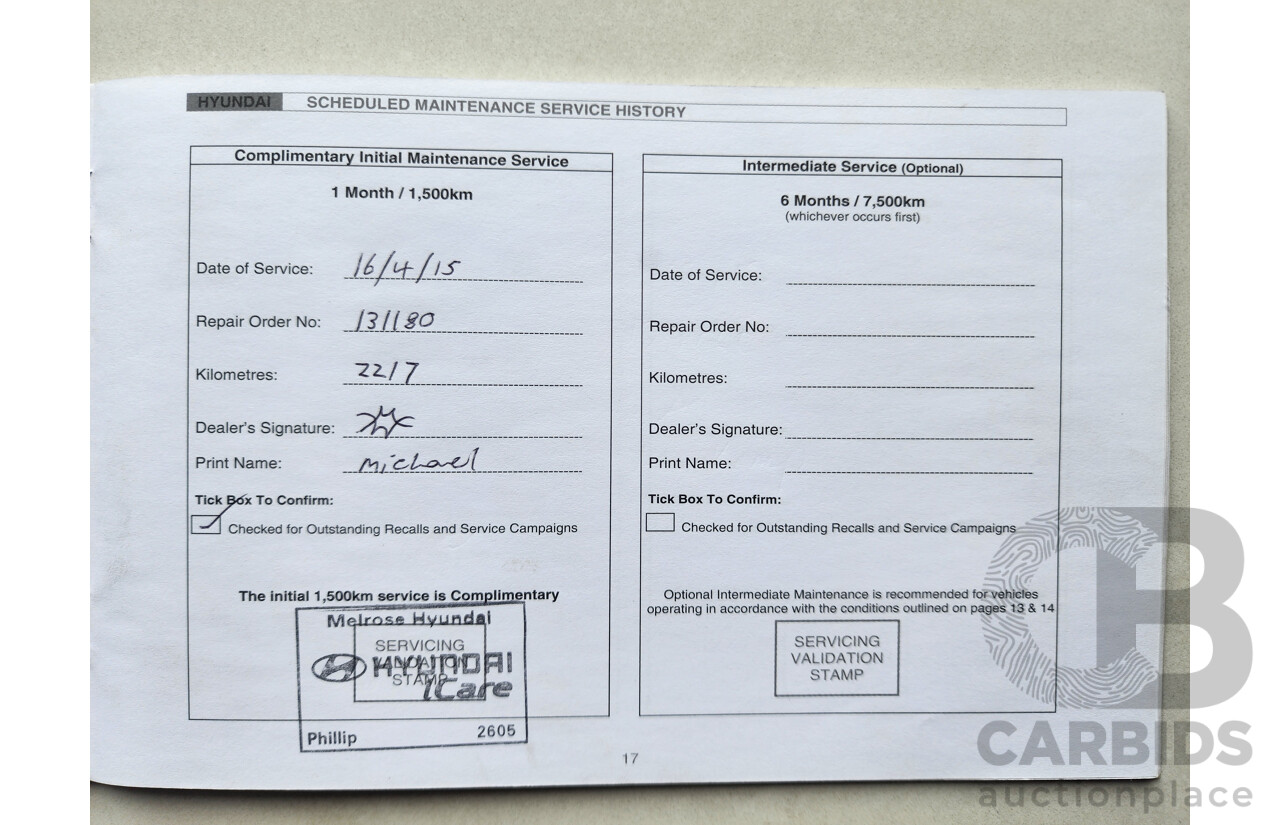 HYUNDAI SCHEDULED MAINTENANCE SERVICE HISTORY
Complimentary Initial Maintenance Service
1 Month / 1,500km
Date of Service: 16/4/15
Repair Order No: 131180
Kilometres: 2217
Dealer's Signature:
Print Name: Michael
Tick Box To Confirm:
Checked for Outstanding Recalls and Service Campaigns
The initial 1,500km service is Complimentary
Melrose Hyundai
SERVICING
VALIDATION
STAMP
HYUNDAI
iCare
Phillip 2605
Intermediate Service (Optional)
6 Months / 7,500km
(whichever occurs first)
Date of Service:
Repair Order No:
Kilometres:
Dealer's Signature:
Print Name:
Tick Box To Confirm:
Checked for Outstanding Recalls and Service Campaigns
Optional Intermediate Maintenance is recommended for vehicles
operating in accordance with the conditions outlined on pages 13 & 14
SERVICING
VALIDATION
STAMP
17
CB
CARBIDS
auctionplace